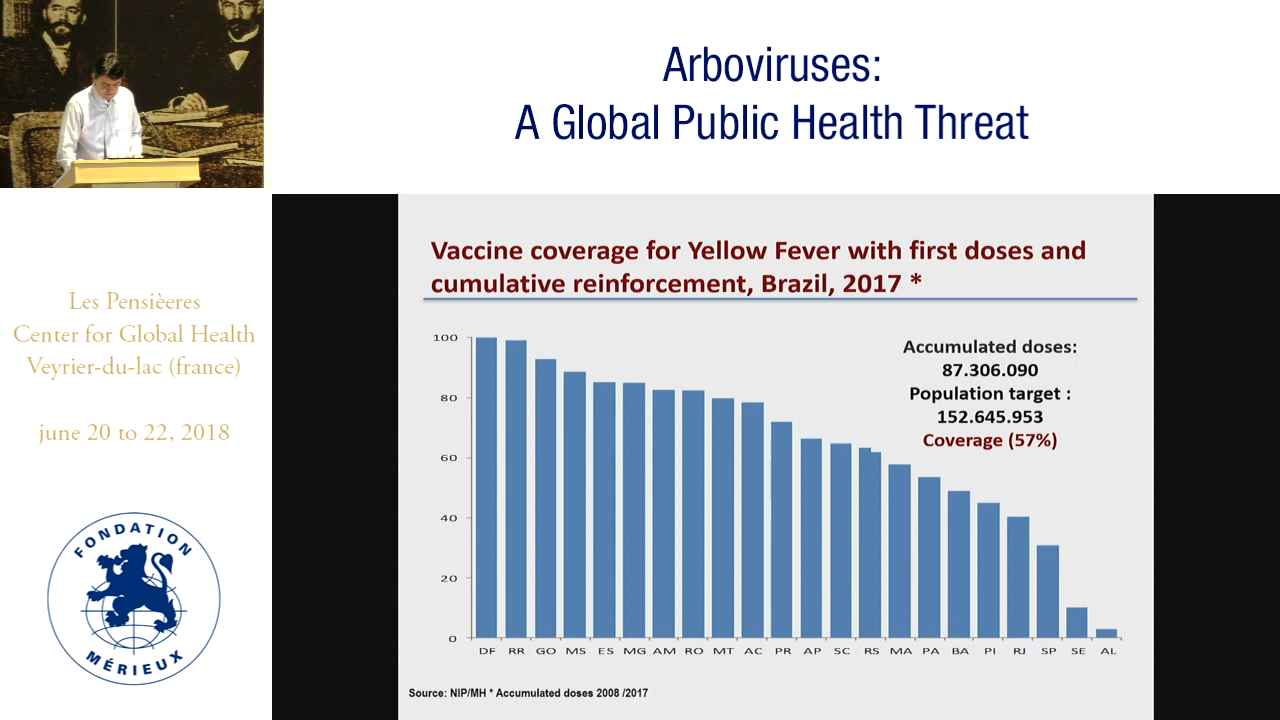 Arboviruses:
A Global Public Health Threat
Les Pensièeres
Center for Global Health
Veyrier-du-lac (france)
june 20 to 22, 2018
FONDATION
MÉRIEUX
Vaccine coverage for Yellow Fever with first doses and
cumulative reinforcement, Brazil, 2017 *
Accumulated doses:
87.306.090
Population target :
152.645.953
Coverage (57%)
100
80
60
40
20
0
DF RR GO MS ES MG AM RO MT AC PR AP SC RS MA PA BA PI RJ SP SE AL
Source: NIP/MH * Accumulated doses 2008 /2017